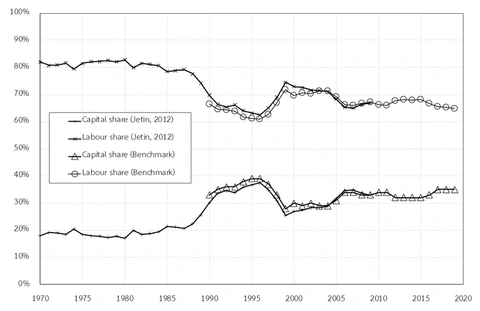 100%
90%
80%
70%
60%
50%
40%
30%
20%
10%
0%
Capital share (Jetin, 2012)
Labour share (Jetin, 2012)
Capital share (Benchmark)
Labour share (Benchmark)
1970 1975 1980 1985 1990 1995 2000 2005 2010 2015 2020